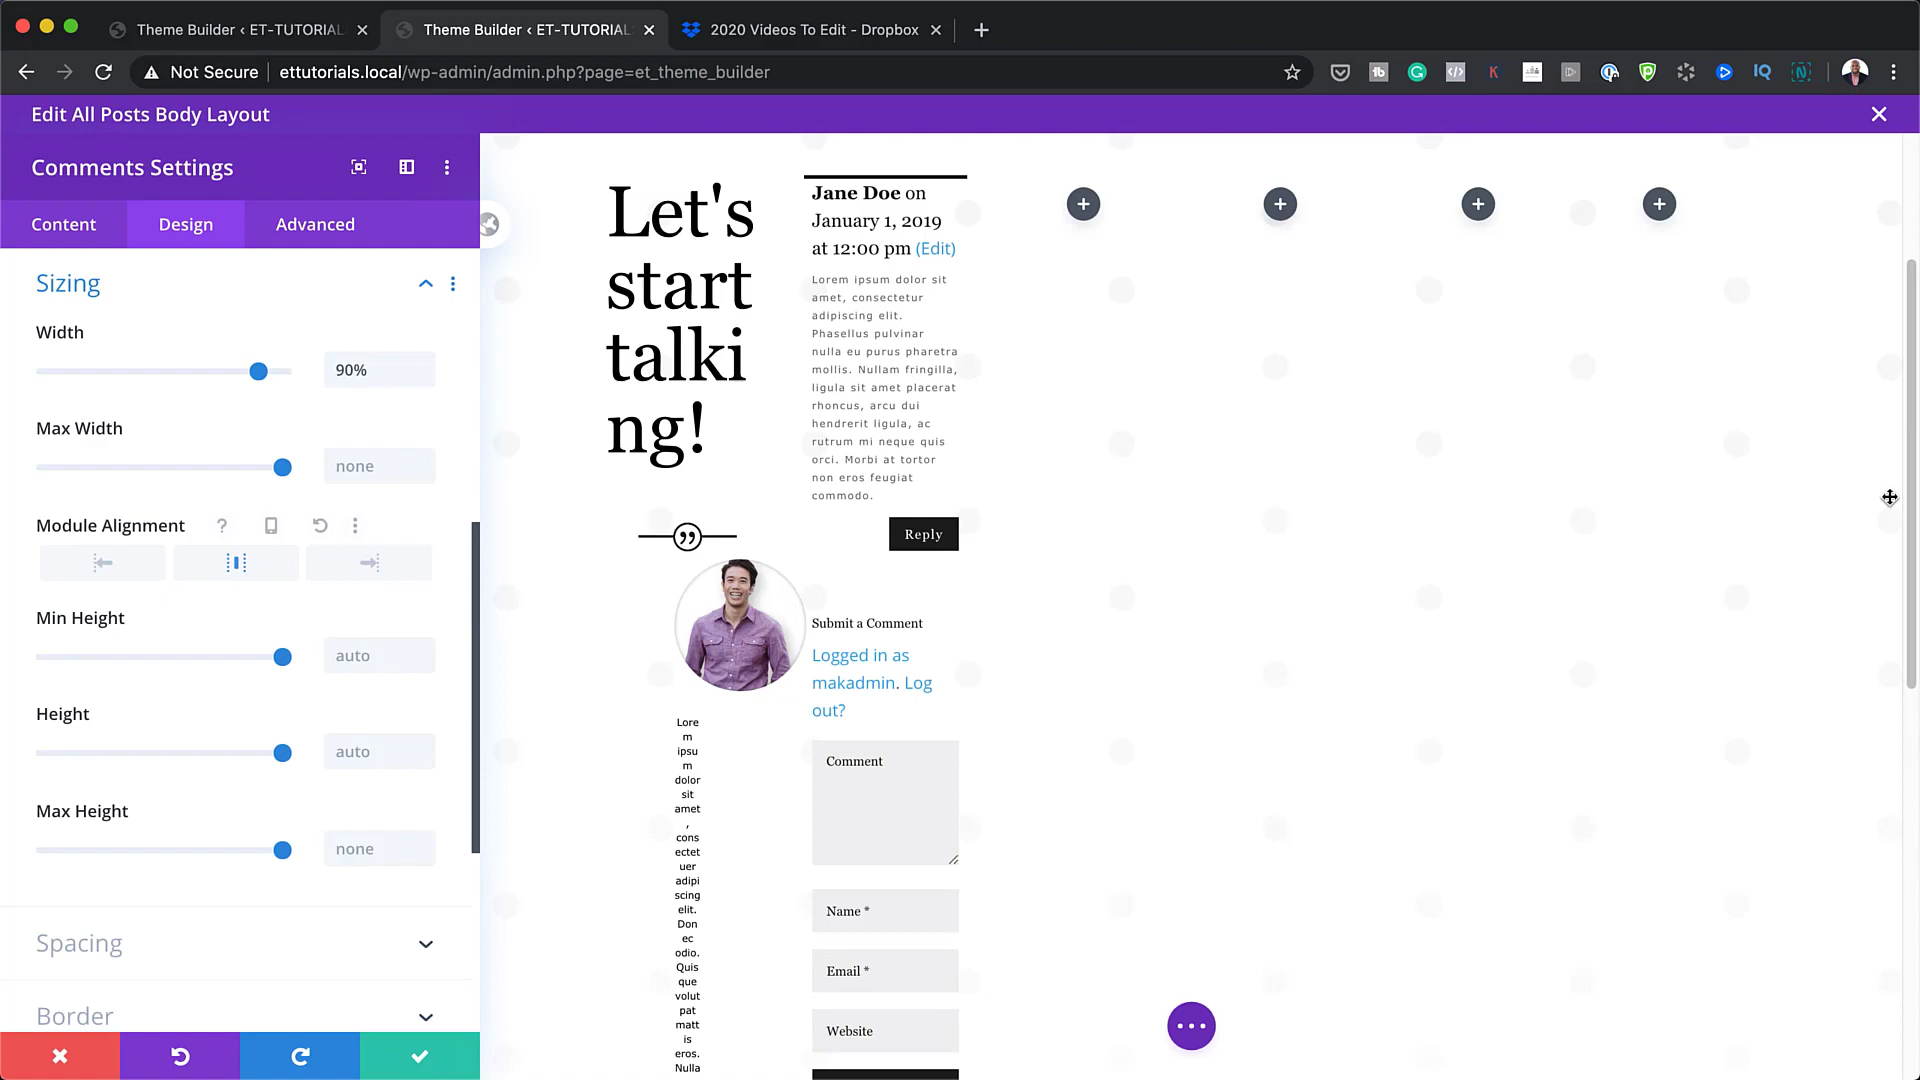 Theme Builder ‹ ET-TUTORIAL
Theme Builder ‹ ET-TUTORIAL
2020 Videos To Edit - Dropbox
Not Secure
ettutorials.local/wp-admin/admin.php?page=et_theme_builder
Edit All Posts Body Layout
Comments Settings
Content
Design
Advanced
Sizing
Width
90%
Max Width
none
Module Alignment
Min Height
auto
Height
auto
Max Height
none
Spacing
Border
Let's
start
talki
ng!
Lore
m
ipsu
m
dolor
sit
amet
,
cons
ectet
uer
adipi
scing
elit.
Don
ec
odio.
Quis
que
volut
pat
matt
is
eros.
Nulla
Jane Doe on
January 1, 2019
at 12:00 pm (Edit)
Lorem ipsum dolor sit
amet, consectetur
adipiscing elit.
Phasellus pulvinar
nulla eu purus pharetra
mollis. Nullam fringilla,
ligula sit amet placerat
rhoncus, arcu dui
hendrerit ligula, ac
rutrum mi neque quis
orci. Morbi at tortor
non eros feugiat
commodo.
Reply
Submit a Comment
Logged in as
makadmin. Log
out?
Comment
Name *
Email *
Website